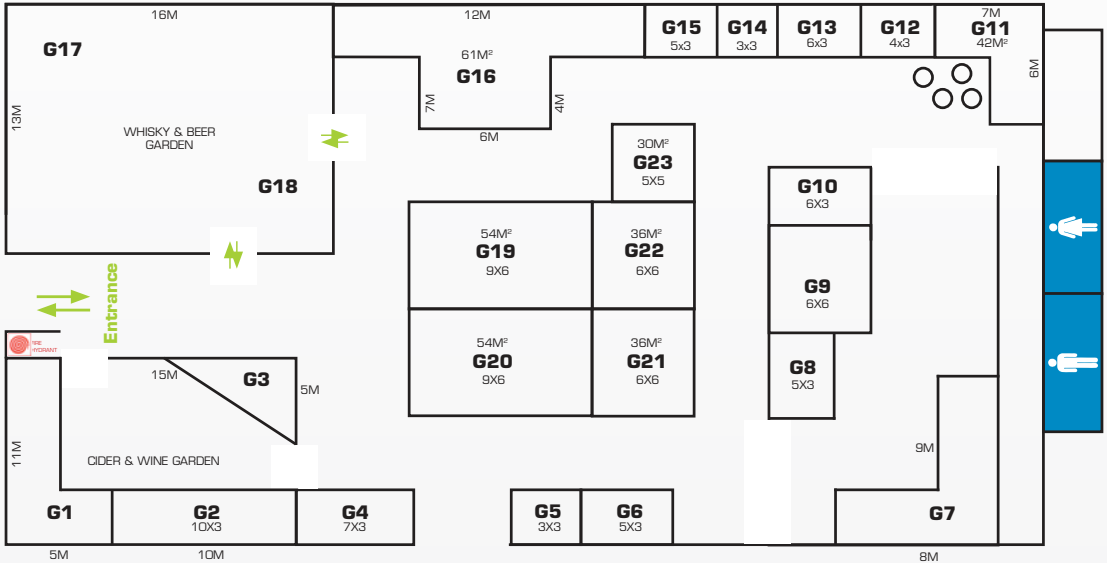 16M
12M
7M
G17
G15
5x3
G14
3x3
G13
6x3
G12
4x3
G11
42M²
6M
61M²
G16
7M
4M
6M
13M
WHISKY & BEER
GARDEN
G18
30M²
G23
5X5
G10
6X3
54M²
G19
9X6
36M²
G22
6X6
G9
6X6
Entrance
54M²
G20
9X6
36M²
G21
6X6
G8
5X3
HYDRANT
15M
G3
5M
11M
CIDER & WINE GARDEN
9M
G1
G2
10X3
G4
7X3
G5
3X3
G6
5X3
G7
5M
10M
8M